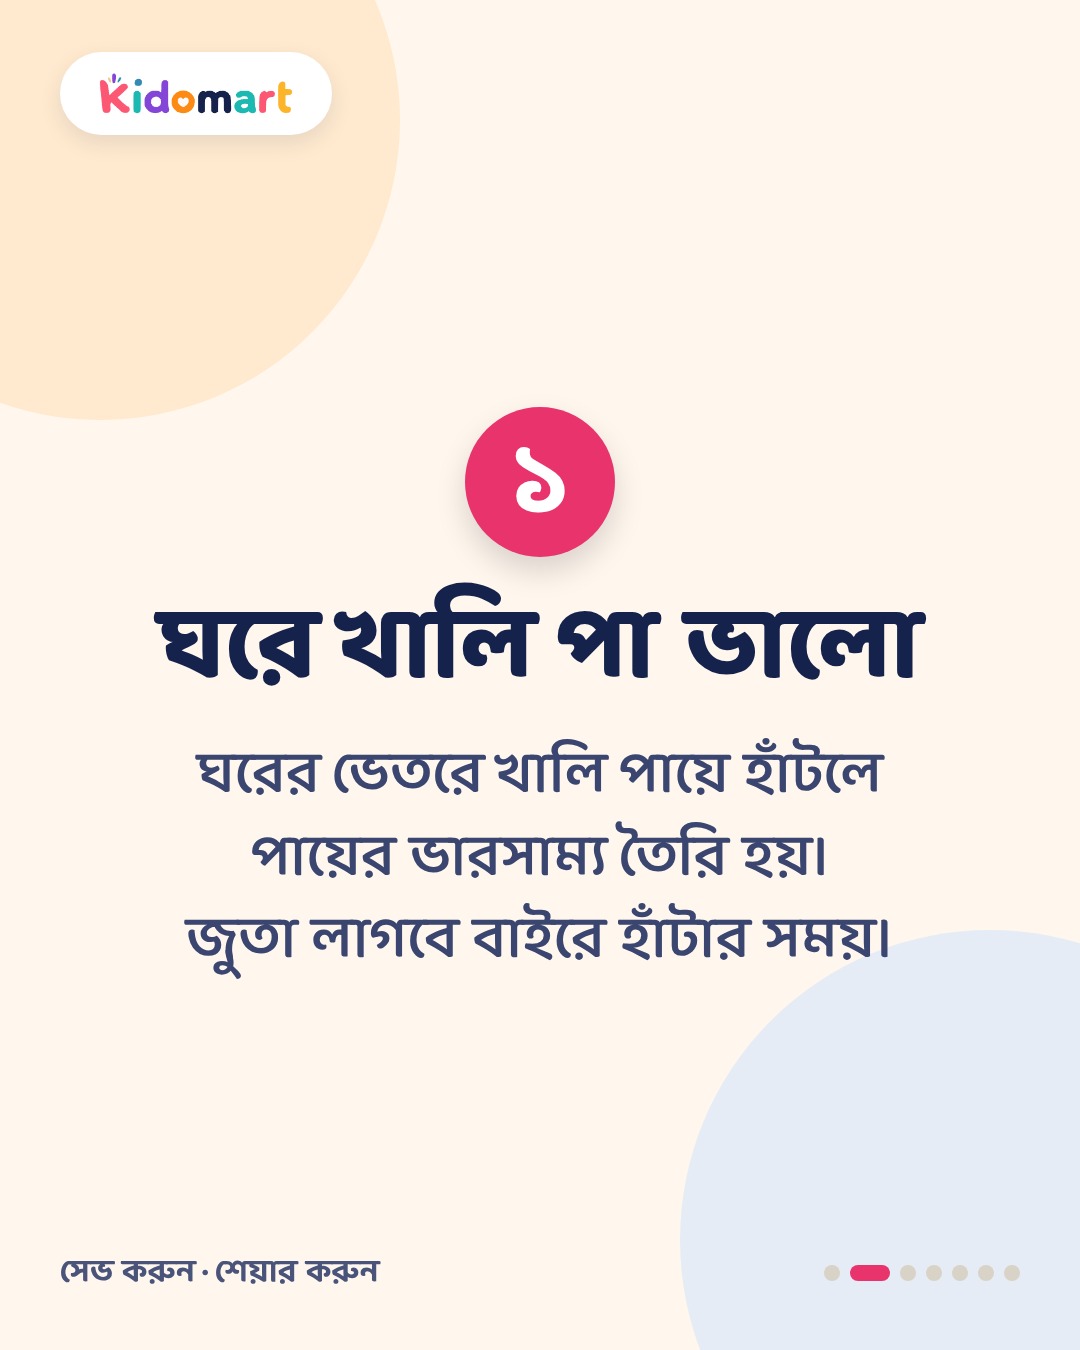 Kidomart
১
ঘরে খালি পা ভালো
ঘরের ভেতরে খালি পায়ে হাঁটলে
পায়ের ভারসাম্য তৈরি হয়।
জুতা লাগবে বাইরে হাঁটার সময়।
সেভ করুন · শেয়ার করুন